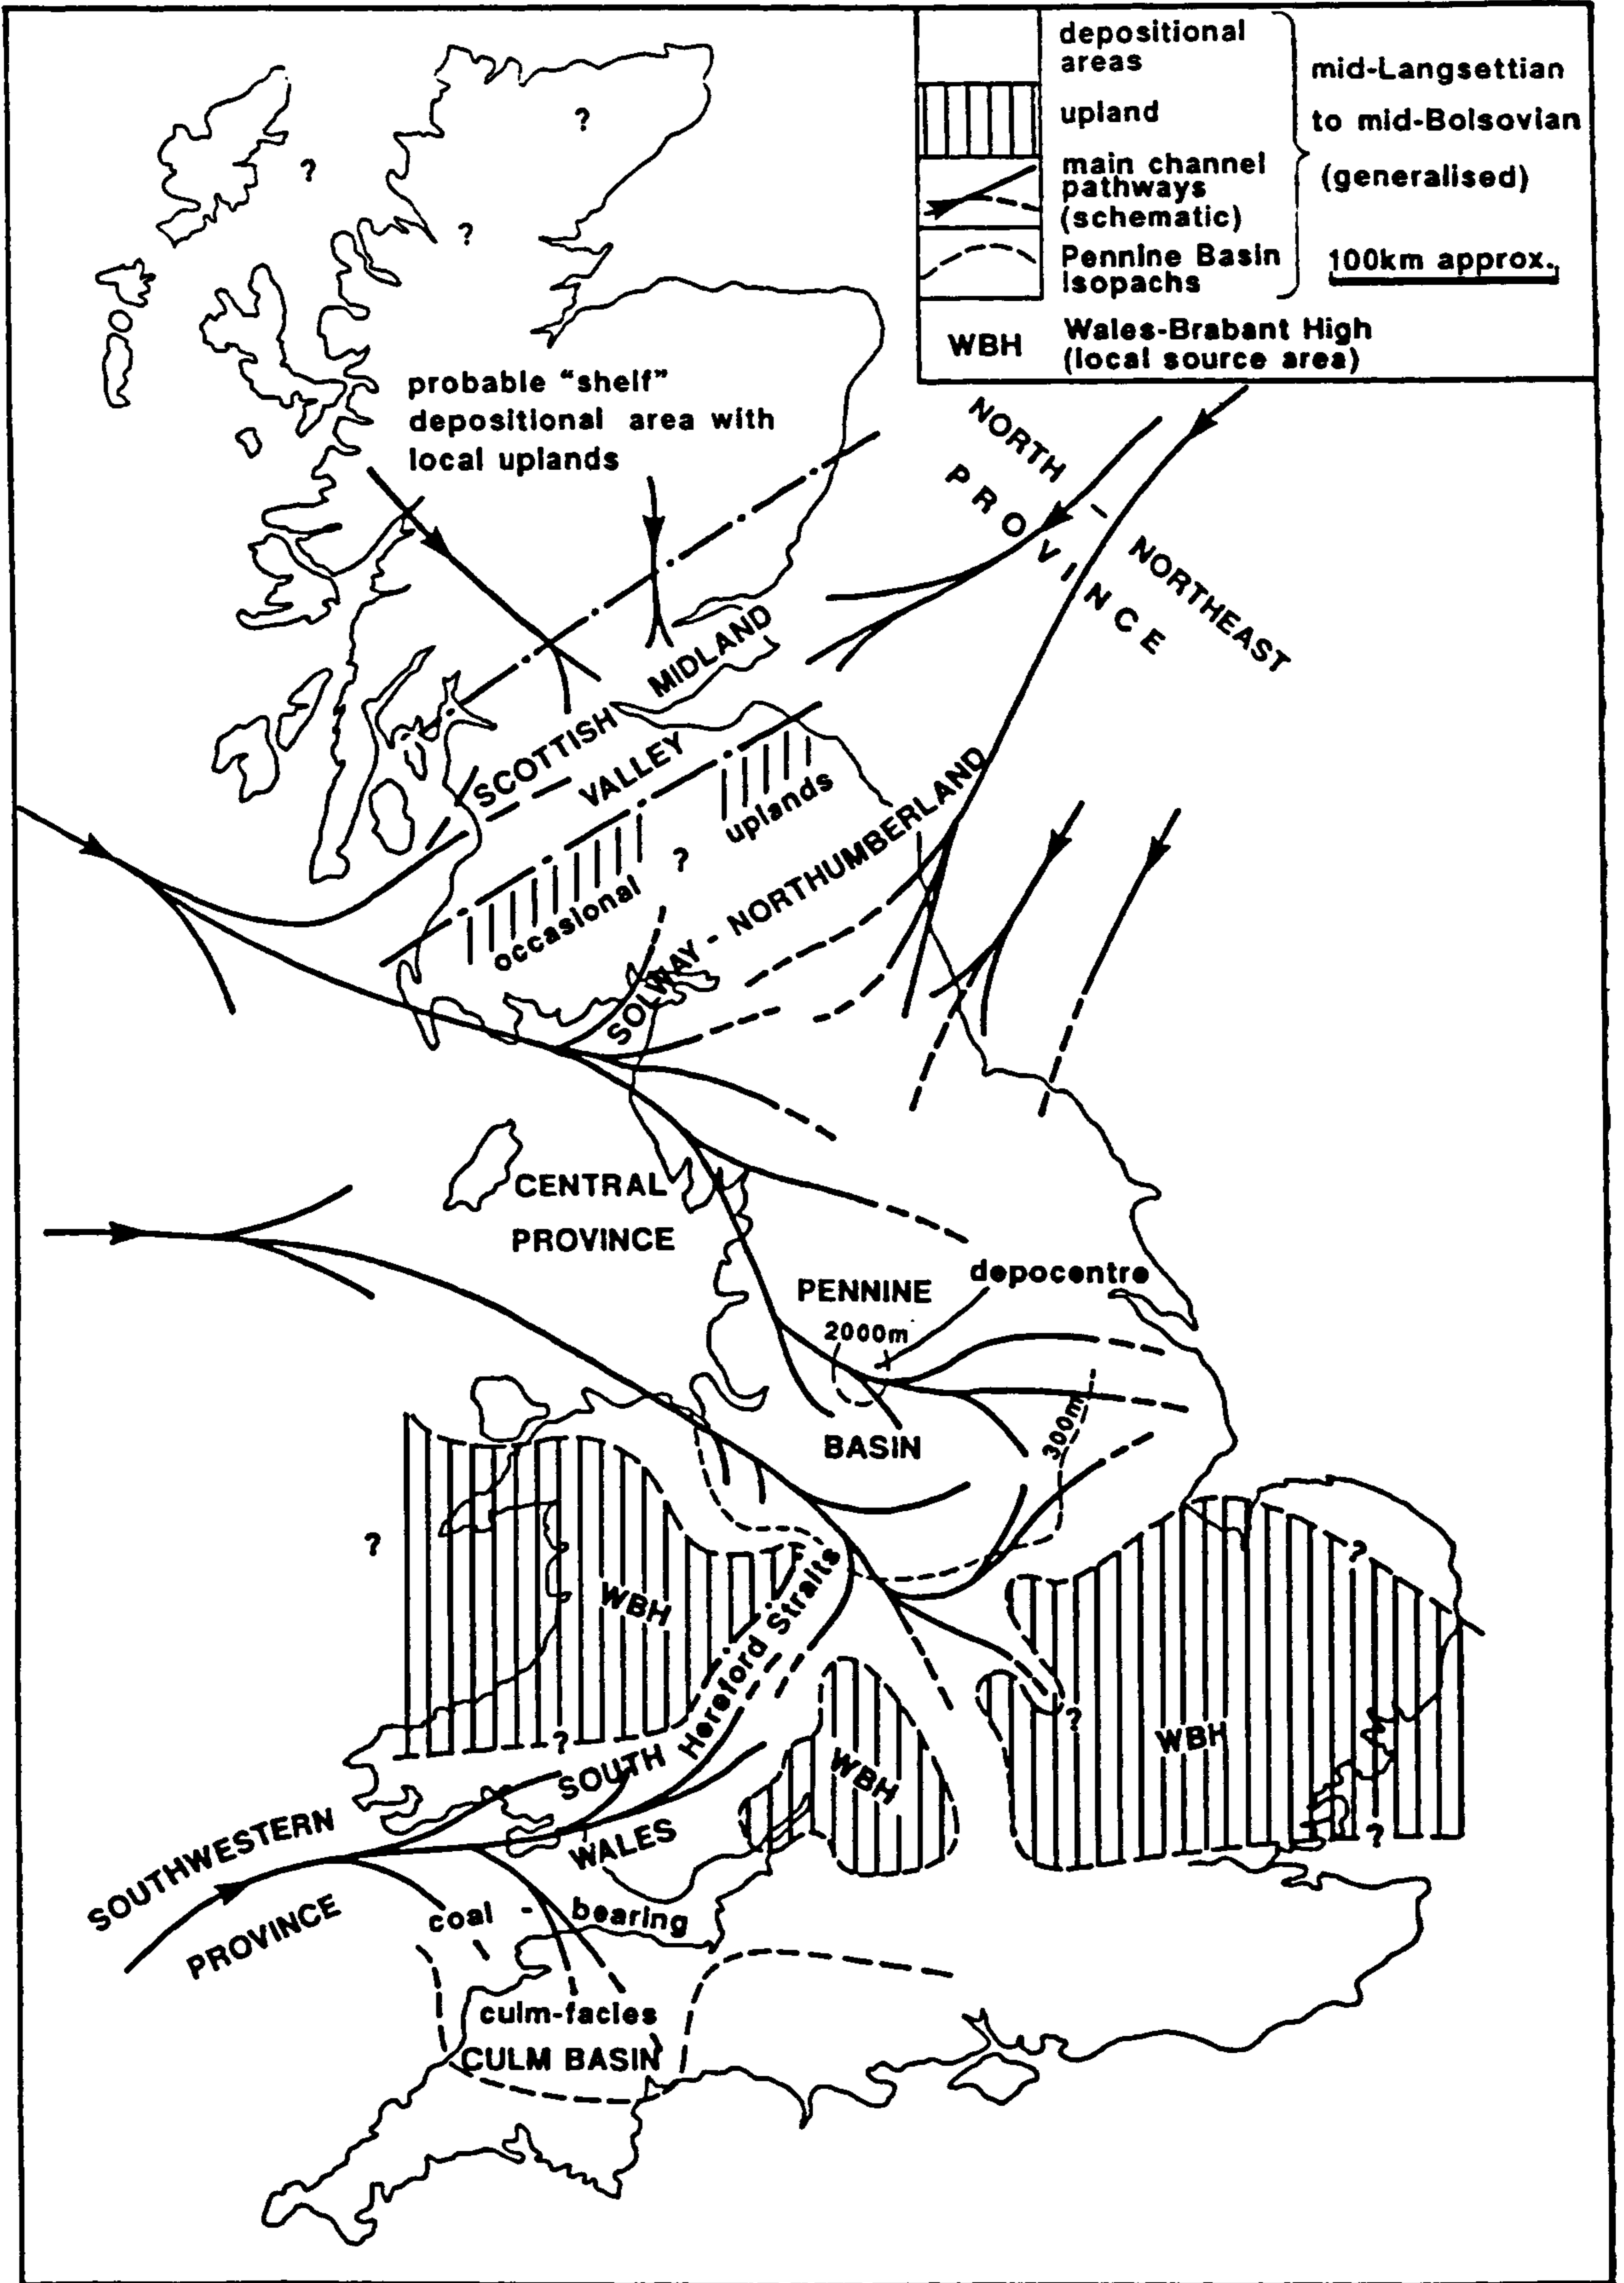 depositional
areas
upland
main channel
pathways
(schematic)
Pennine Basin
Isopachs
mid-Langsettian
to mid-Bolsovian
(generalised)
100km approx.
WBH
Wales-Brabant High
(local source area)
?
?
?
probable "shelf"
depositional area with
local uplands
NORTH - NORTHEAST
PROVINCE
SCOTTISH MIDLAND
VALLEY
occasional ? uplands
SOLWAY - NORTHUMBERLAND
CENTRAL
PROVINCE
PENNINE
depocentre
2000m
BASIN
300m
?
?
WBH
Hereford Straits
?
?
WBH
WBH
?
SOUTH
WALES
SOUTHWESTERN
PROVINCE
coal - bearing
culm-facies
CULM BASIN